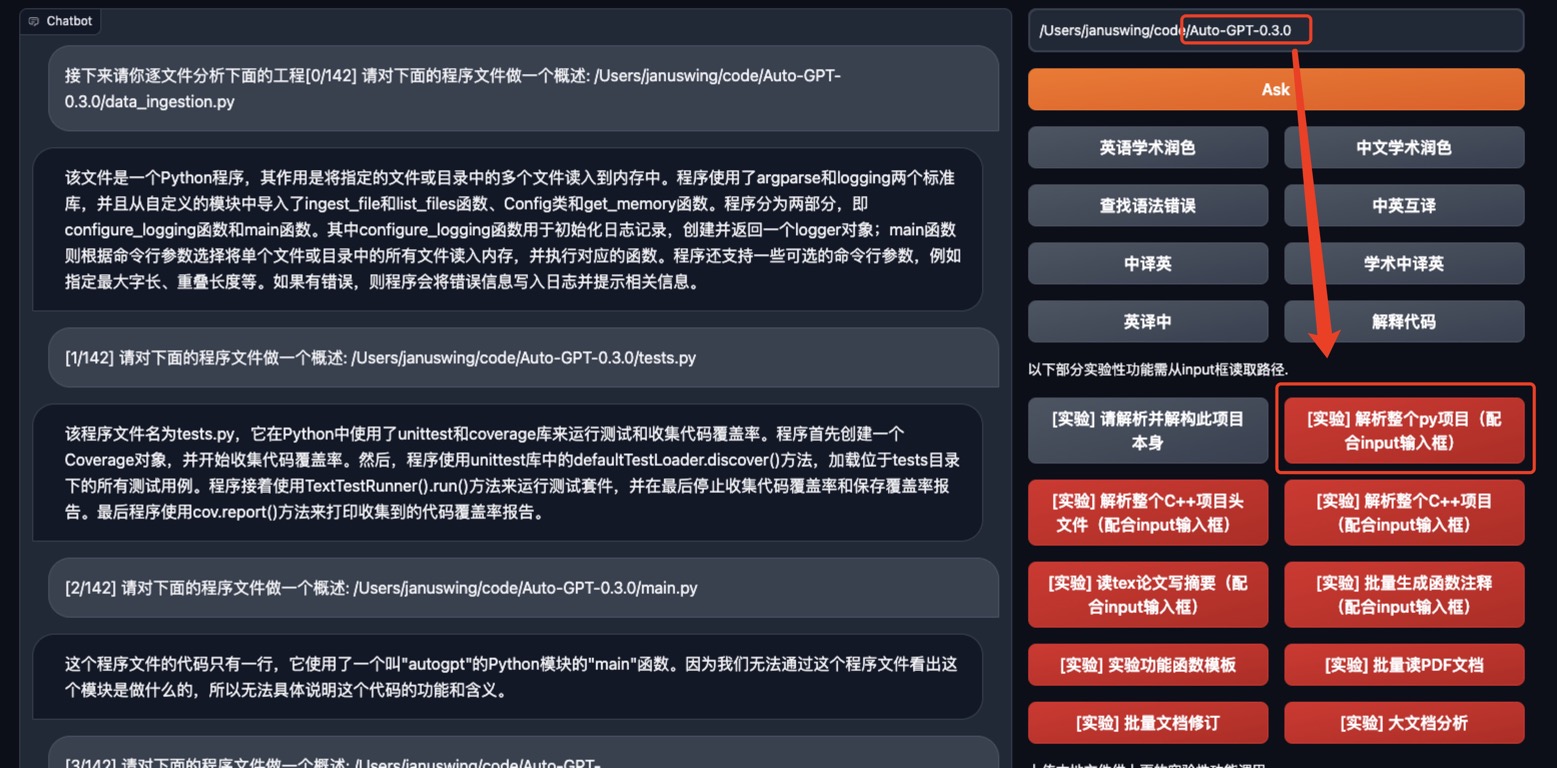 Chatbot
接下来请你逐文件分析下面的工程[0/142] 请对下面的程序文件做一个概述: /Users/januswing/code/Auto-GPT-
0.3.0/data_ingestion.py
该文件是一个Python程序，其作用是将指定的文件或目录中的多个文件读入到内存中。程序使用了argparse和logging两个标准
库，并且从自定义的模块中导入了ingest_file和list_files函数、Config类和get_memory函数。程序分为两部分，即
configure_logging函数和main函数。其中configure_logging函数用于初始化日志记录，创建并返回一个logger对象；main函数
则根据命令行参数选择将单个文件或目录中的所有文件读入内存，并执行对应的函数。程序还支持一些可选的命令行参数，例如
指定最大字长、重叠长度等。如果有错误，则程序会将错误信息写入日志并提示相关信息。
[1/142] 请对下面的程序文件做一个概述: /Users/januswing/code/Auto-GPT-0.3.0/tests.py
该程序文件名为tests.py，它在Python中使用了unittest和coverage库来运行测试和收集代码覆盖率。程序首先创建一个
Coverage对象，并开始收集代码覆盖率。然后，程序使用unittest库中的defaultTestLoader.discover()方法，加载位于tests目录
下的所有测试用例。程序接着使用TextTestRunner().run()方法来运行测试套件，并在最后停止收集代码覆盖率和保存覆盖率报
告。最后程序使用cov.report()方法来打印收集到的代码覆盖率报告。
[2/142] 请对下面的程序文件做一个概述: /Users/januswing/code/Auto-GPT-0.3.0/main.py
这个程序文件的代码只有一行，它使用了一个叫"autogpt"的Python模块的"main"函数。因为我们无法通过这个程序文件看出这
个模块是做什么的，所以无法具体说明这个代码的功能和含义。
[3/142] 请对下面的程序文件做一个概述: /Users/januswing/code/Auto-GPT-
/Users/januswing/code/Auto-GPT-0.3.0
Ask
英语学术润色
中文学术润色
查找语法错误
中英互译
中译英
学术中译英
英译中
解释代码
以下部分实验性功能需从input框读取路径.
[实验] 请解析并解构此项目
本身
[实验] 解析整个py项目（配
合input输入框）
[实验] 解析整个C++项目头
文件（配合input输入框）
[实验] 解析整个C++项目
（配合input输入框）
[实验] 读tex论文写摘要（配
合input输入框）
[实验] 批量生成函数注释
（配合input输入框）
[实验] 实验功能函数模板
[实验] 批量读PDF文档
[实验] 批量文档修订
[实验] 大文档分析